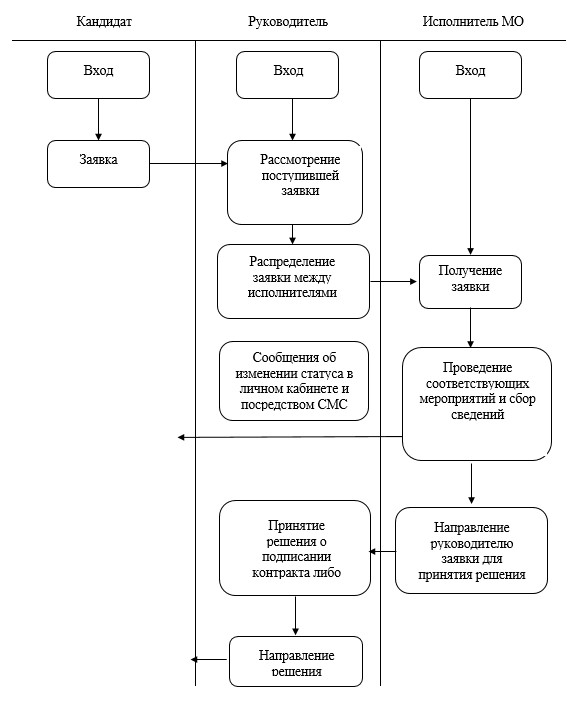 Кандидат
Руководитель
Исполнитель МО
Вход
Вход
Вход
Заявка
Рассмотрение
поступившей
заявки
Распределение
заявки между
исполнителями
Получение
заявки
Сообщения об
изменении статуса в
личном кабинете и
посредством СМС
Проведение
соответствующих
мероприятий и сбор
сведений
Принятие
решения о
подписании
контракта либо
Направление
руководителю
заявки для
принятия решения
Направление
решения